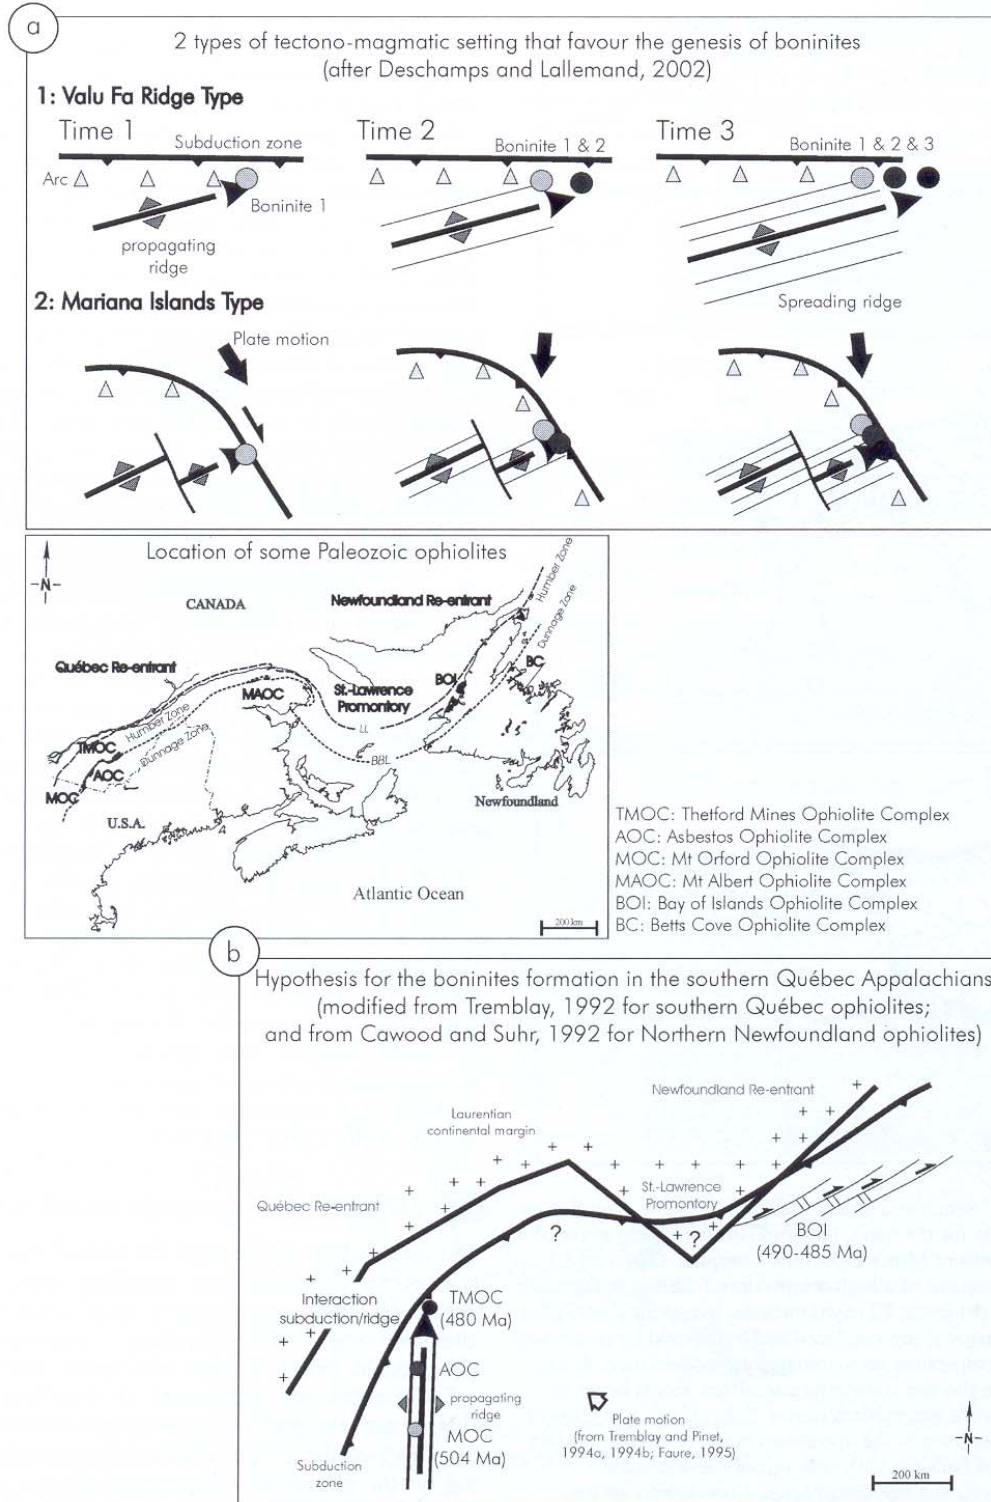 a
2 types of tectono-magmatic setting that favour the genesis of boninites
(after Deschamps and Lallemand, 2002)
1: Valu Fa Ridge Type
Time 1
Subduction zone
Arc
Boninite 1
propagating
ridge
Time 2
Boninite 1 & 2
Time 3
Boninite 1 & 2 & 3
Spreading ridge
2: Mariana Islands Type
Plate motion
Location of some Paleozoic ophiolites
-N-
CANADA
Newfoundland Re-entrant
Humber Zone
Dunnage Zone
Québec Re-entrant
MAOC
St.-Lawrence
Promontory
BOI
BC
LL
BBL
Humber Zone
Dunnage Zone
TMOC
AOC
MOC
U.S.A.
Newfoundland
Atlantic Ocean
200 km
TMOC: Thetford Mines Ophiolite Complex
AOC: Asbestos Ophiolite Complex
MOC: Mt Orford Ophiolite Complex
MAOC: Mt Albert Ophiolite Complex
BOI: Bay of Islands Ophiolite Complex
BC: Betts Cove Ophiolite Complex
b
Hypothesis for the boninites formation in the southern Québec Appalachians
(modified from Tremblay, 1992 for southern Québec ophiolites;
and from Cawood and Suhr, 1992 for Northern Newfoundland ophiolites)
Newfoundland Re-entrant
Laurentian
continental margin
Québec Re-entrant
St.-Lawrence
Promontory
?
?
BOI
(490-485 Ma)
Interaction
subduction/ridge
TMOC
(480 Ma)
AOC
propagating
ridge
MOC
(504 Ma)
Subduction
zone
Plate motion
(from Tremblay and Pinet,
1994a, 1994b; Faure, 1995)
-N-
200 km